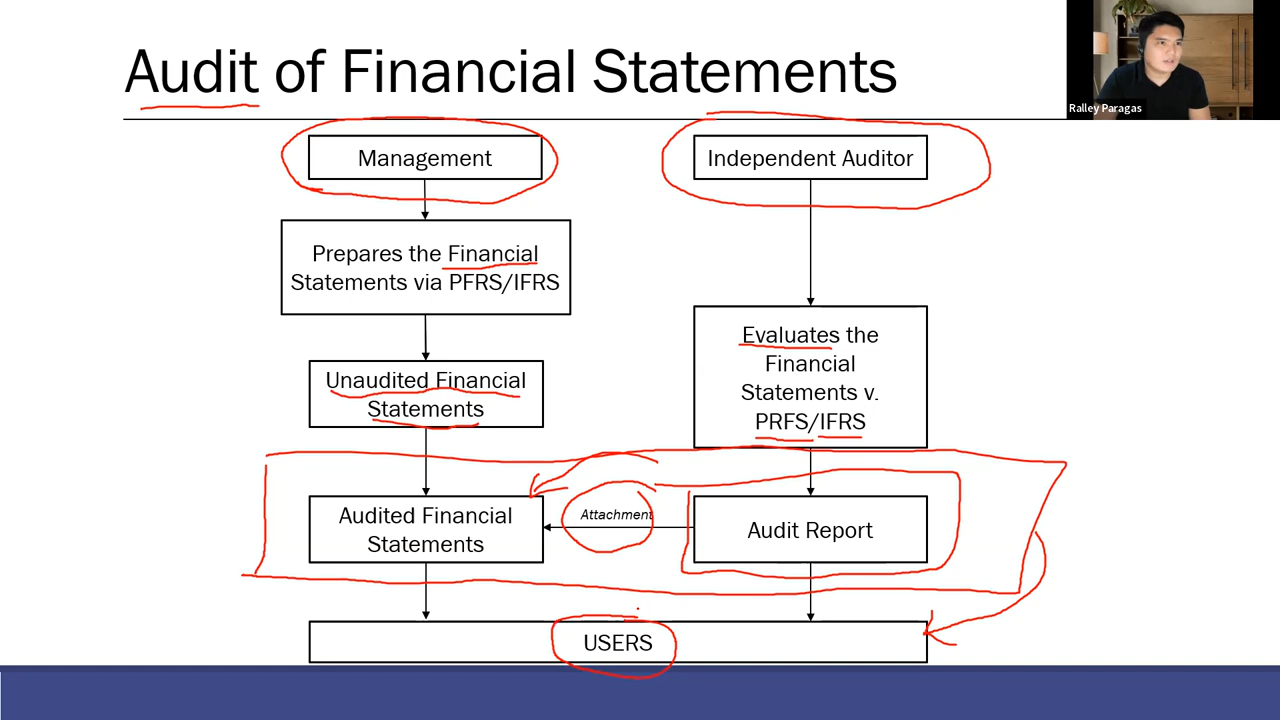 Audit of Financial Statements
Ralley Paragas
Management
Independent Auditor
Prepares the Financial
Statements via PFRS/IFRS
Evaluates the
Financial
Statements v.
PRFS/IFRS
Unaudited Financial
Statements
Audited Financial
Statements
Attachment
Audit Report
USERS